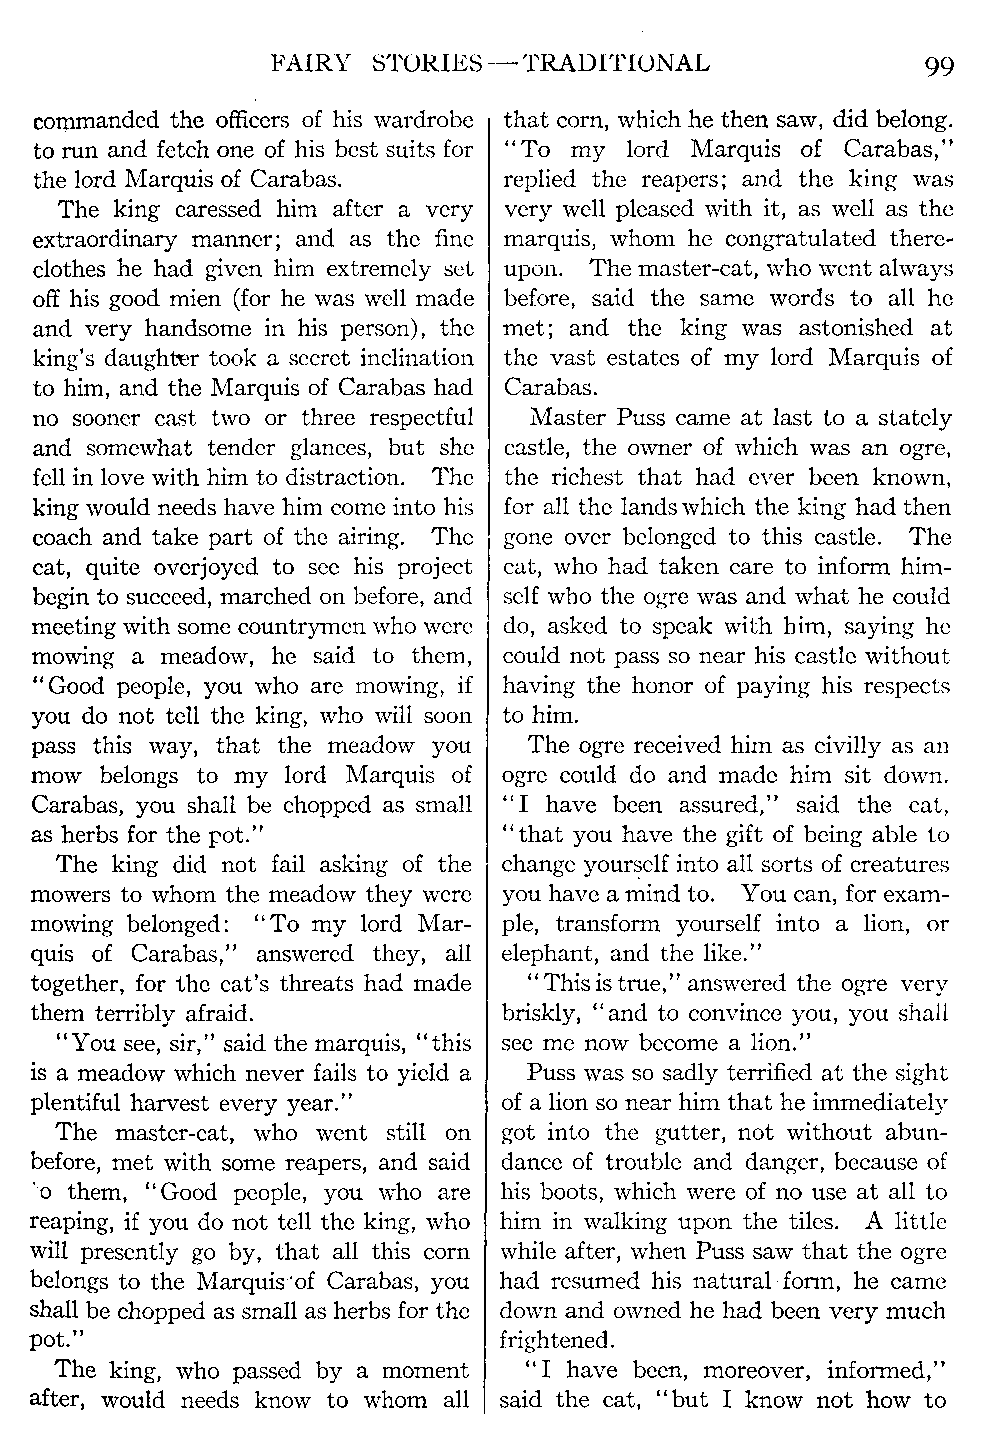 FAIRY STORIES—TRADITIONAL 99
commanded the officers of his wardrobe
to run and fetch one of his best suits for
the lord Marquis of Carabas.
The king caressed him after a very
extraordinary manner; and as the fine
clothes he had given him extremely set
off his good mien (for he was well made
and very handsome in his person), the
king's daughter took a secret inclination
to him, and the Marquis of Carabas had
no sooner cast two or three respectful
and somewhat tender glances, but she
fell in love with him to distraction. The
king would needs have him come into his
coach and take part of the airing. The
cat, quite overjoyed to see his project
begin to succeed, marched on before, and
meeting with some countrymen who were
mowing a meadow, he said to them,
"Good people, you who are mowing, if
you do not tell the king, who will soon
pass this way, that the meadow you
mow belongs to my lord Marquis of
Carabas, you shall be chopped as small
as herbs for the pot."
The king did not fail asking of the
mowers to whom the meadow they were
mowing belonged: "To my lord Mar-
quis of Carabas," answered they, all
together, for the cat's threats had made
them terribly afraid.
"You see, sir," said the marquis, "this
is a meadow which never fails to yield a
plentiful harvest every year."
The master-cat, who went still on
before, met with some reapers, and said
to them, "Good people, you who are
reaping, if you do not tell the king, who
will presently go by, that all this corn
belongs to the Marquis of Carabas, you
shall be chopped as small as herbs for the
pot."
The king, who passed by a moment
after, would needs know to whom all
that corn, which he then saw, did belong.
"To my lord Marquis of Carabas,"
replied the reapers; and the king was
very well pleased with it, as well as the
marquis, whom he congratulated there-
upon. The master-cat, who went always
before, said the same words to all he
met; and the king was astonished at
the vast estates of my lord Marquis of
Carabas.
Master Puss came at last to a stately
castle, the owner of which was an ogre,
the richest that had ever been known,
for all the lands which the king had then
gone over belonged to this castle. The
cat, who had taken care to inform him-
self who the ogre was and what he could
do, asked to speak with him, saying he
could not pass so near his castle without
having the honor of paying his respects
to him.
The ogre received him as civilly as an
ogre could do and made him sit down.
"I have been assured," said the cat,
"that you have the gift of being able to
change yourself into all sorts of creatures
you have a mind to. You can, for exam-
ple, transform yourself into a lion, or
elephant, and the like."
"This is true," answered the ogre very
briskly, "and to convince you, you shall
see me now become a lion."
Puss was so sadly terrified at the sight
of a lion so near him that he immediately
got into the gutter, not without abun-
dance of trouble and danger, because of
his boots, which were of no use at all to
him in walking upon the tiles. A little
while after, when Puss saw that the ogre
had resumed his natural form, he came
down and owned he had been very much
frightened.
"I have been, moreover, informed,"
said the cat, "but I know not how to